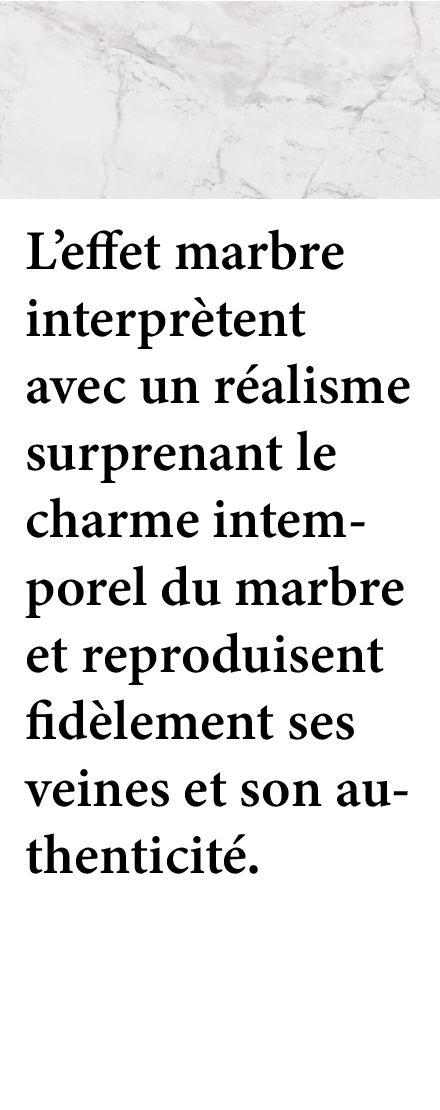 L’effet marbre
interprètent
avec un réalisme
surprenant le
charme intem-
porel du marbre
et reproduisent
fidèlement ses
veines et son au-
thenticité.